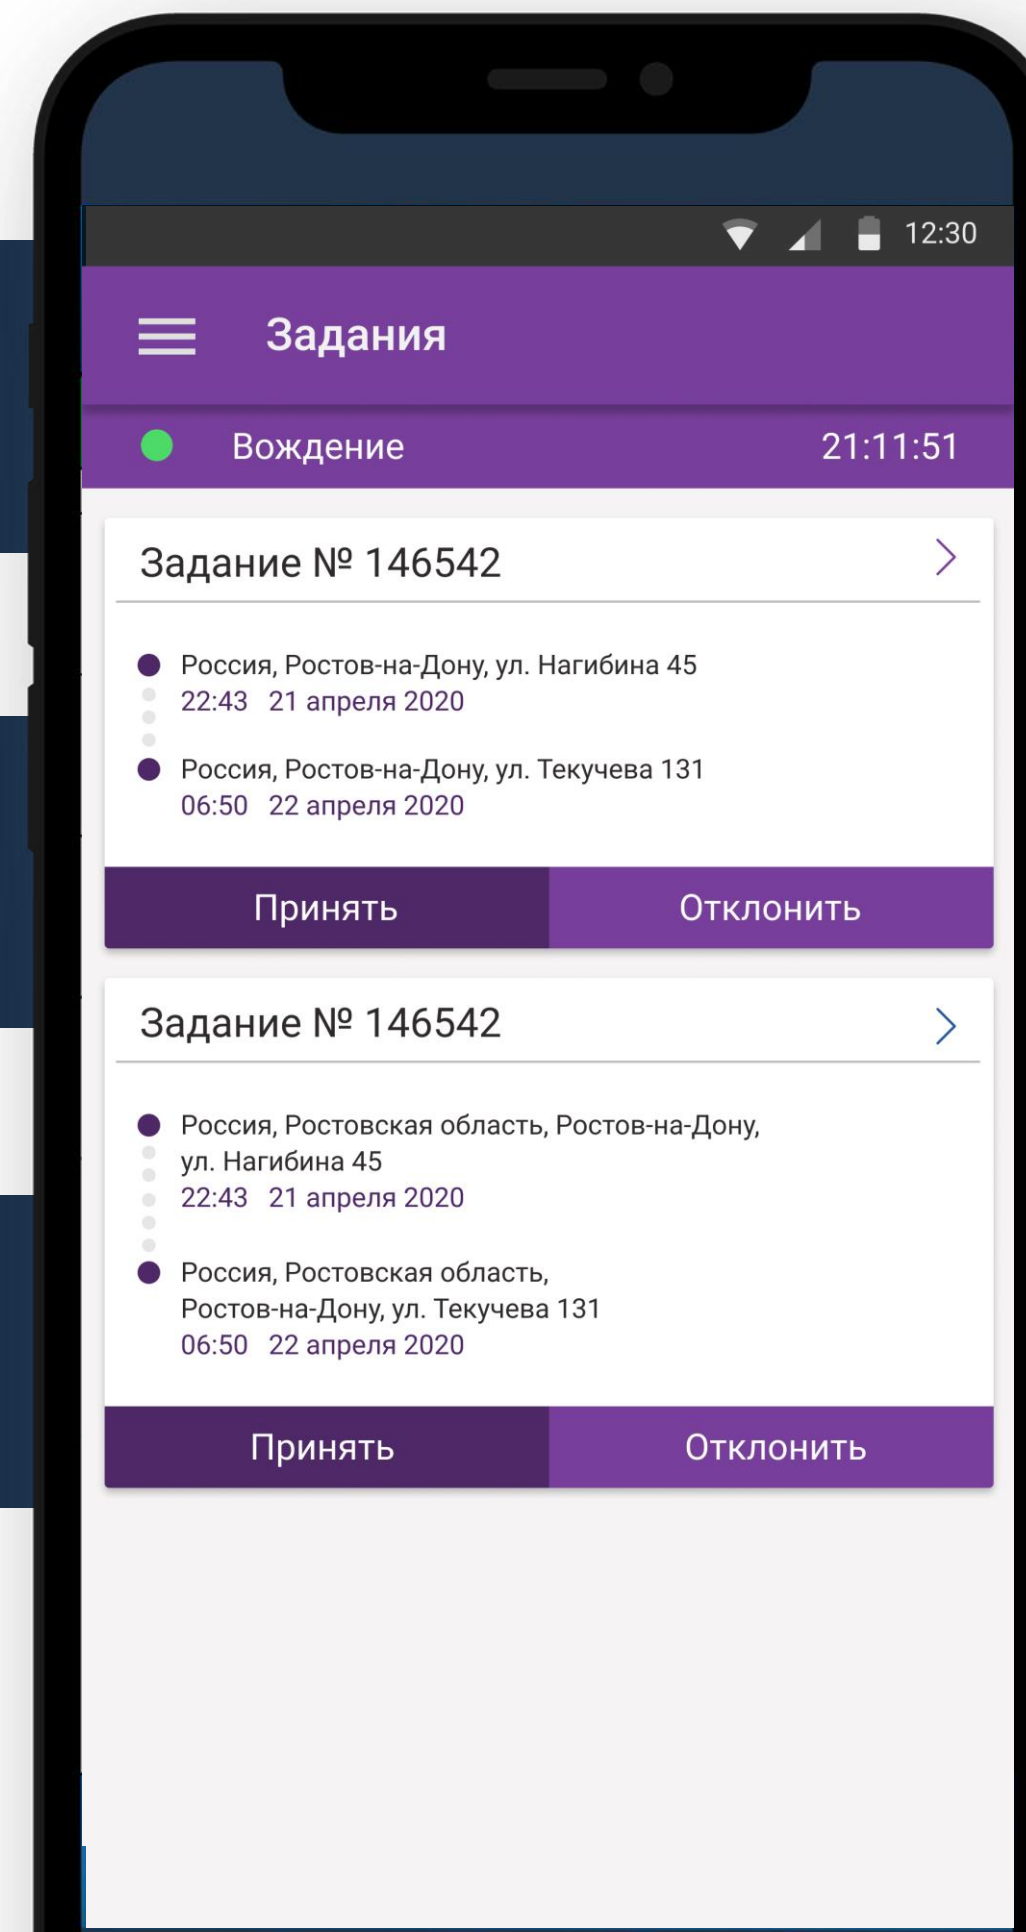 12:30
Задания
Вождение 21:11:51
Задание № 146542
Россия, Ростов-на-Дону, ул. Нагибина 45
22:43 21 апреля 2020
Россия, Ростов-на-Дону, ул. Текучева 131
06:50 22 апреля 2020
Принять Отклонить
Задание № 146542
Россия, Ростовская область, Ростов-на-Дону,
ул. Нагибина 45
22:43 21 апреля 2020
Россия, Ростовская область,
Ростов-на-Дону, ул. Текучева 131
06:50 22 апреля 2020
Принять Отклонить